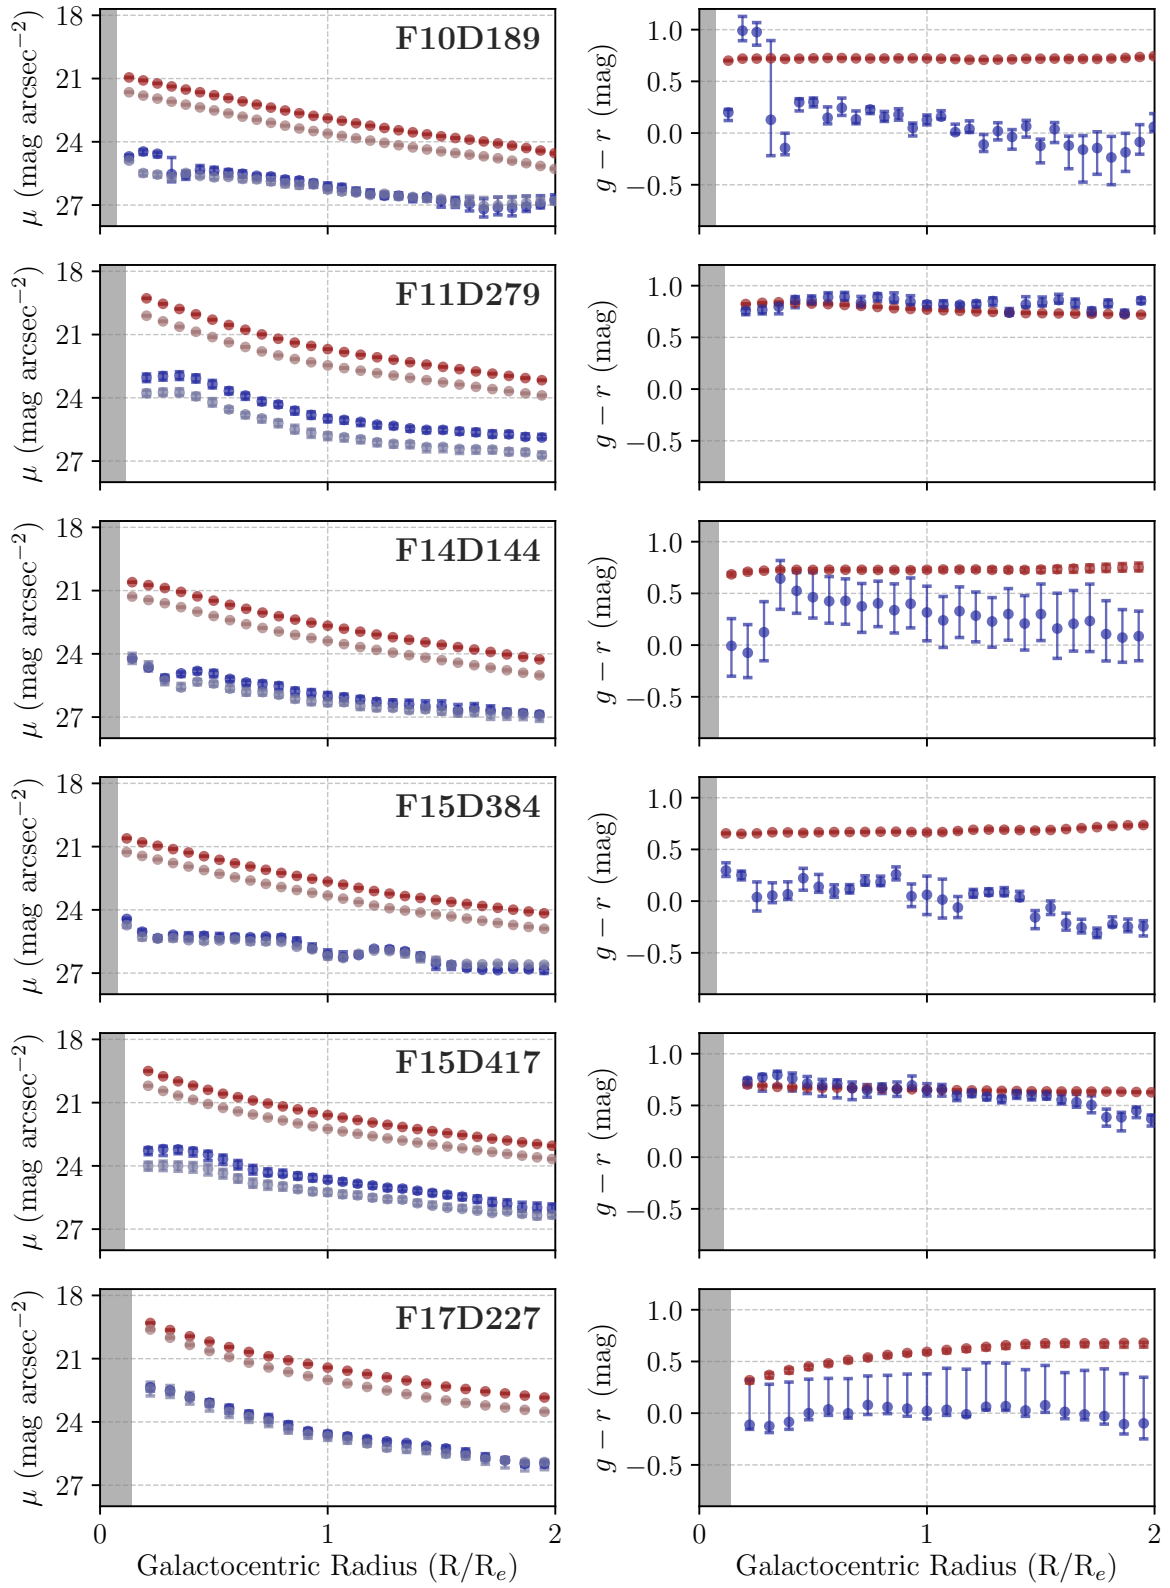 18
21
24
27
μ (mag arcsec⁻²)
F10D189
1.0
0.5
0.0
−0.5
g − r (mag)
18
21
24
27
μ (mag arcsec⁻²)
F11D279
1.0
0.5
0.0
−0.5
g − r (mag)
18
21
24
27
μ (mag arcsec⁻²)
F14D144
1.0
0.5
0.0
−0.5
g − r (mag)
18
21
24
27
μ (mag arcsec⁻²)
F15D384
1.0
0.5
0.0
−0.5
g − r (mag)
18
21
24
27
μ (mag arcsec⁻²)
F15D417
1.0
0.5
0.0
−0.5
g − r (mag)
18
21
24
27
μ (mag arcsec⁻²)
F17D227
0 1 2
Galactocentric Radius (R/Rₑ)
1.0
0.5
0.0
−0.5
g − r (mag)
0 1 2
Galactocentric Radius (R/Rₑ)